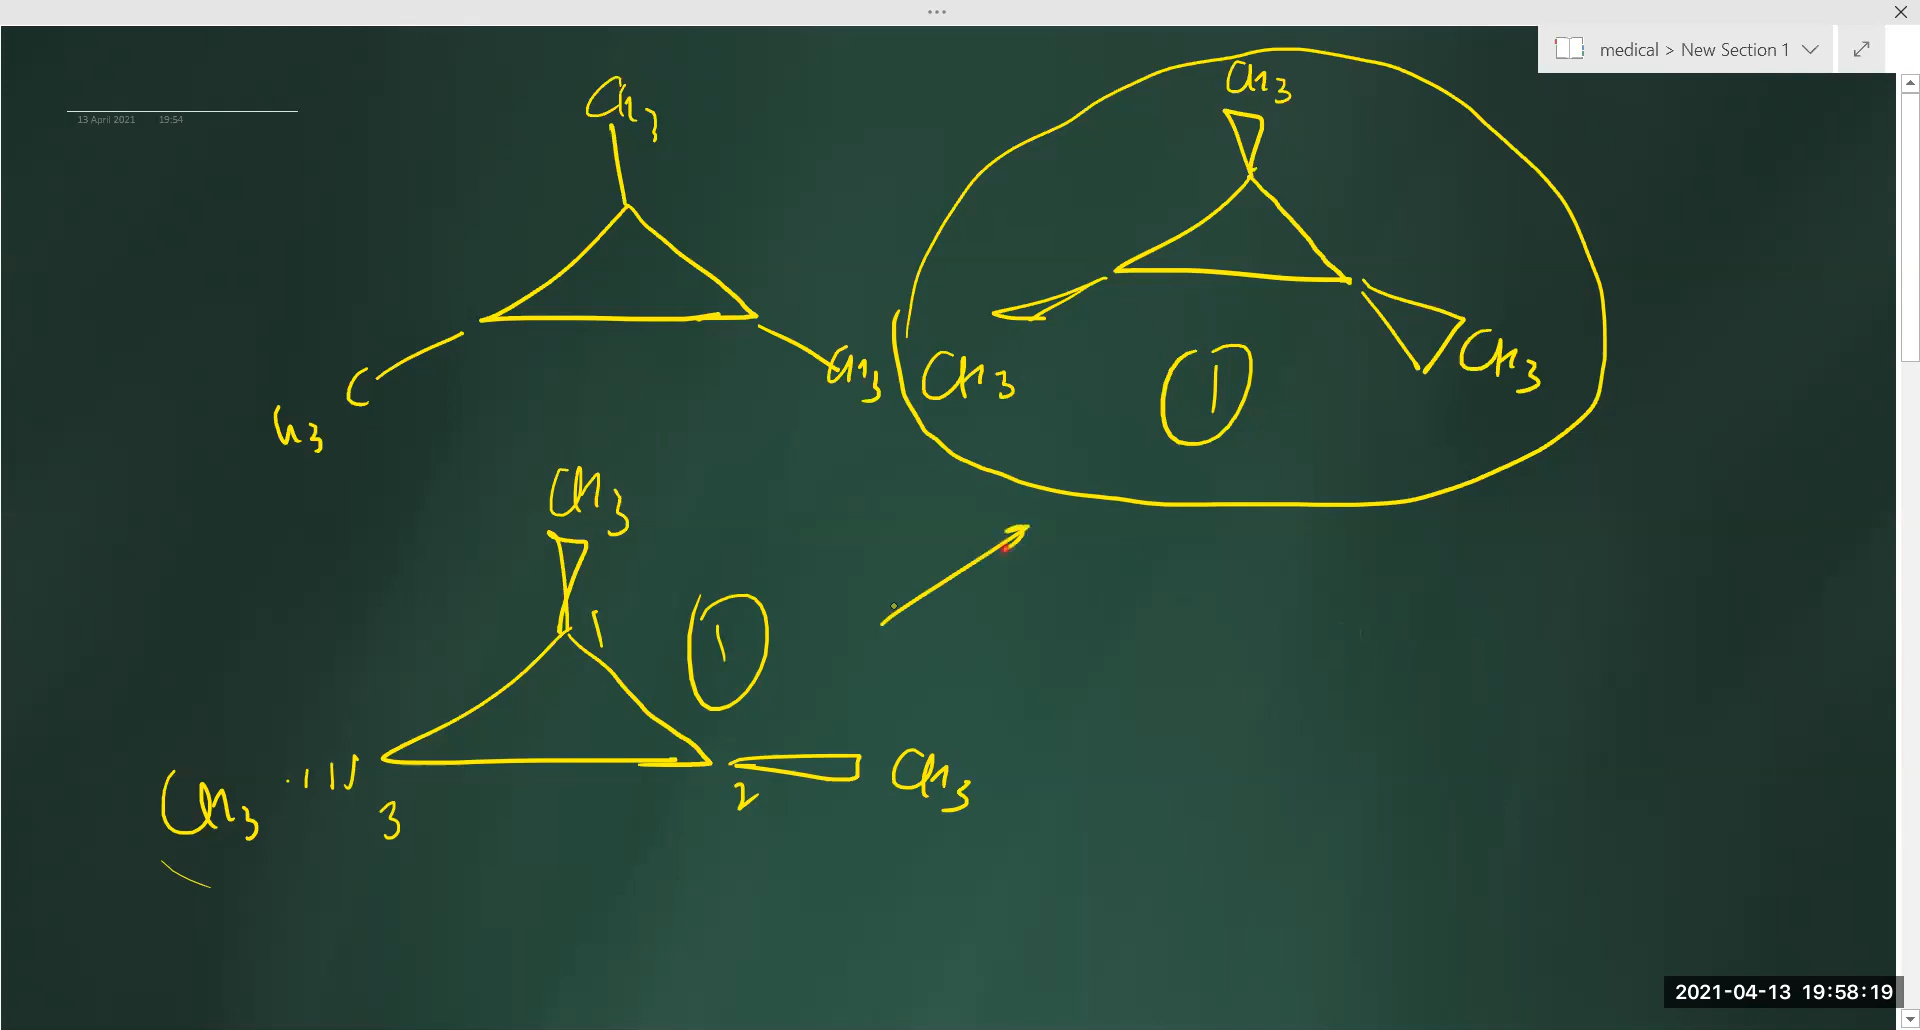 medical > New Section 1
13 April 2021 19:54
CH3
CH3
C
H3
CH3
CH3
CH3
1
CH3
1
1
CH3
3
2
CH3
2021-04-13 19:58:19